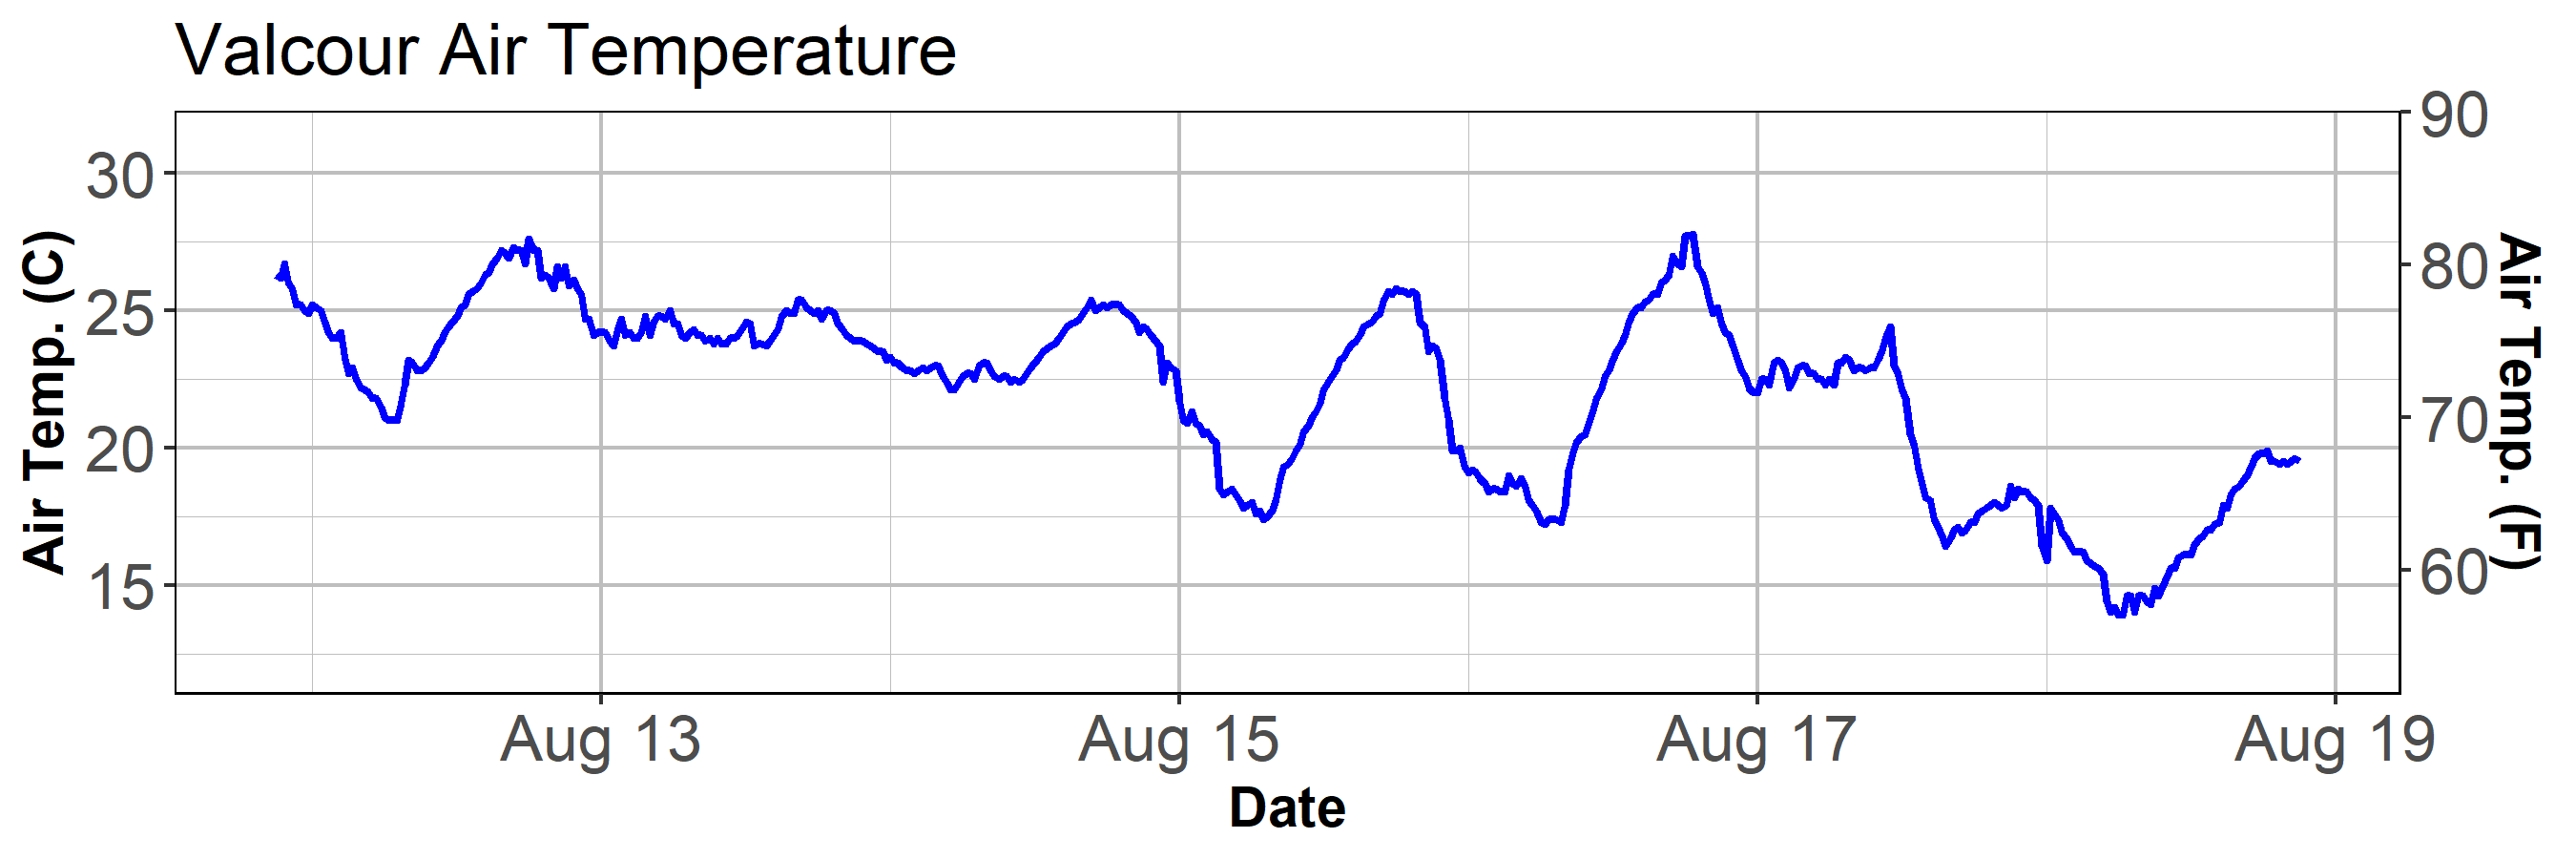 Valcour Air Temperature
Air Temp. (C)
30
25
20
15
90
80
70
60
Air Temp. (F)
Aug 13
Aug 15
Aug 17
Aug 19
Date